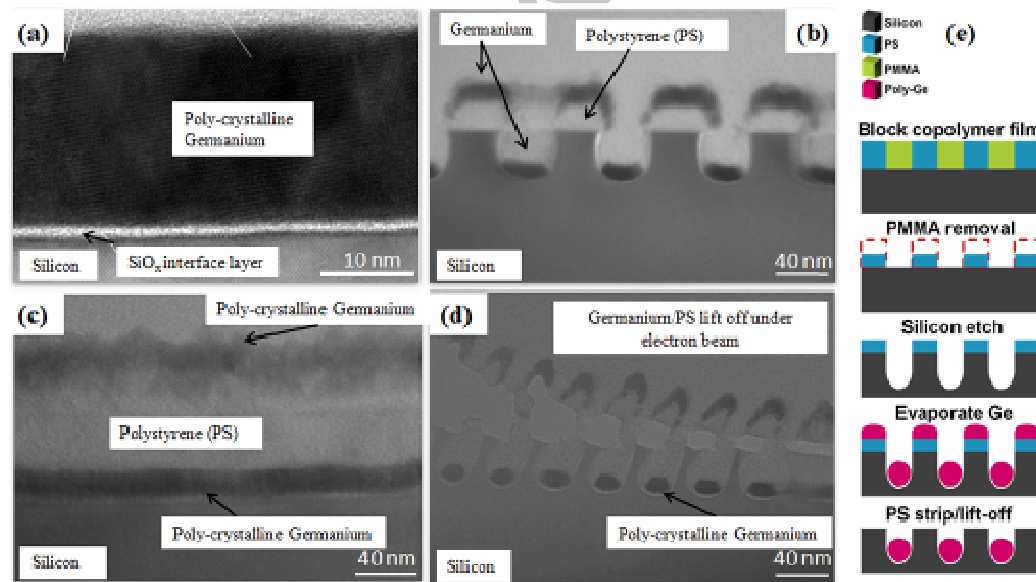 (a)
Poly-crystalline
Germanium
SiOx interface layer
Silicon
10 nm
(b)
Germanium
Polystyrene (PS)
Silicon
40 nm
(c)
Poly-crystalline Germanium
Polystyrene (PS)
Poly-crystalline Germanium
Silicon
40 nm
(d)
Germanium/PS lift off under
electron beam
Poly-crystalline Germanium
Silicon
40 nm
(e)
Silicon
PS
PMMA
Poly-Ge
Block copolymer film
PMMA removal
Silicon etch
Evaporate Ge
PS strip/lift-off